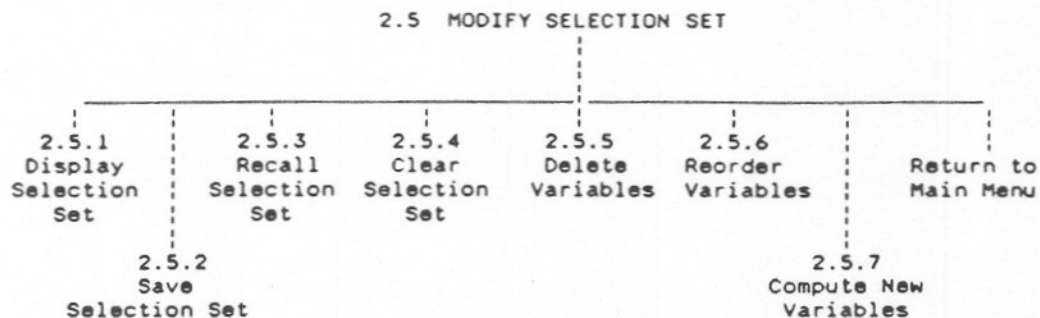 2.5 MODIFY SELECTION SET
2.5.1
Display
Selection
Set
2.5.2
Save
Selection Set
2.5.3
Recall
Selection
Set
2.5.4
Clear
Selection
Set
2.5.5
Delete
Variables
2.5.6
Reorder
Variables
2.5.7
Compute New
Variables
Return to
Main Menu